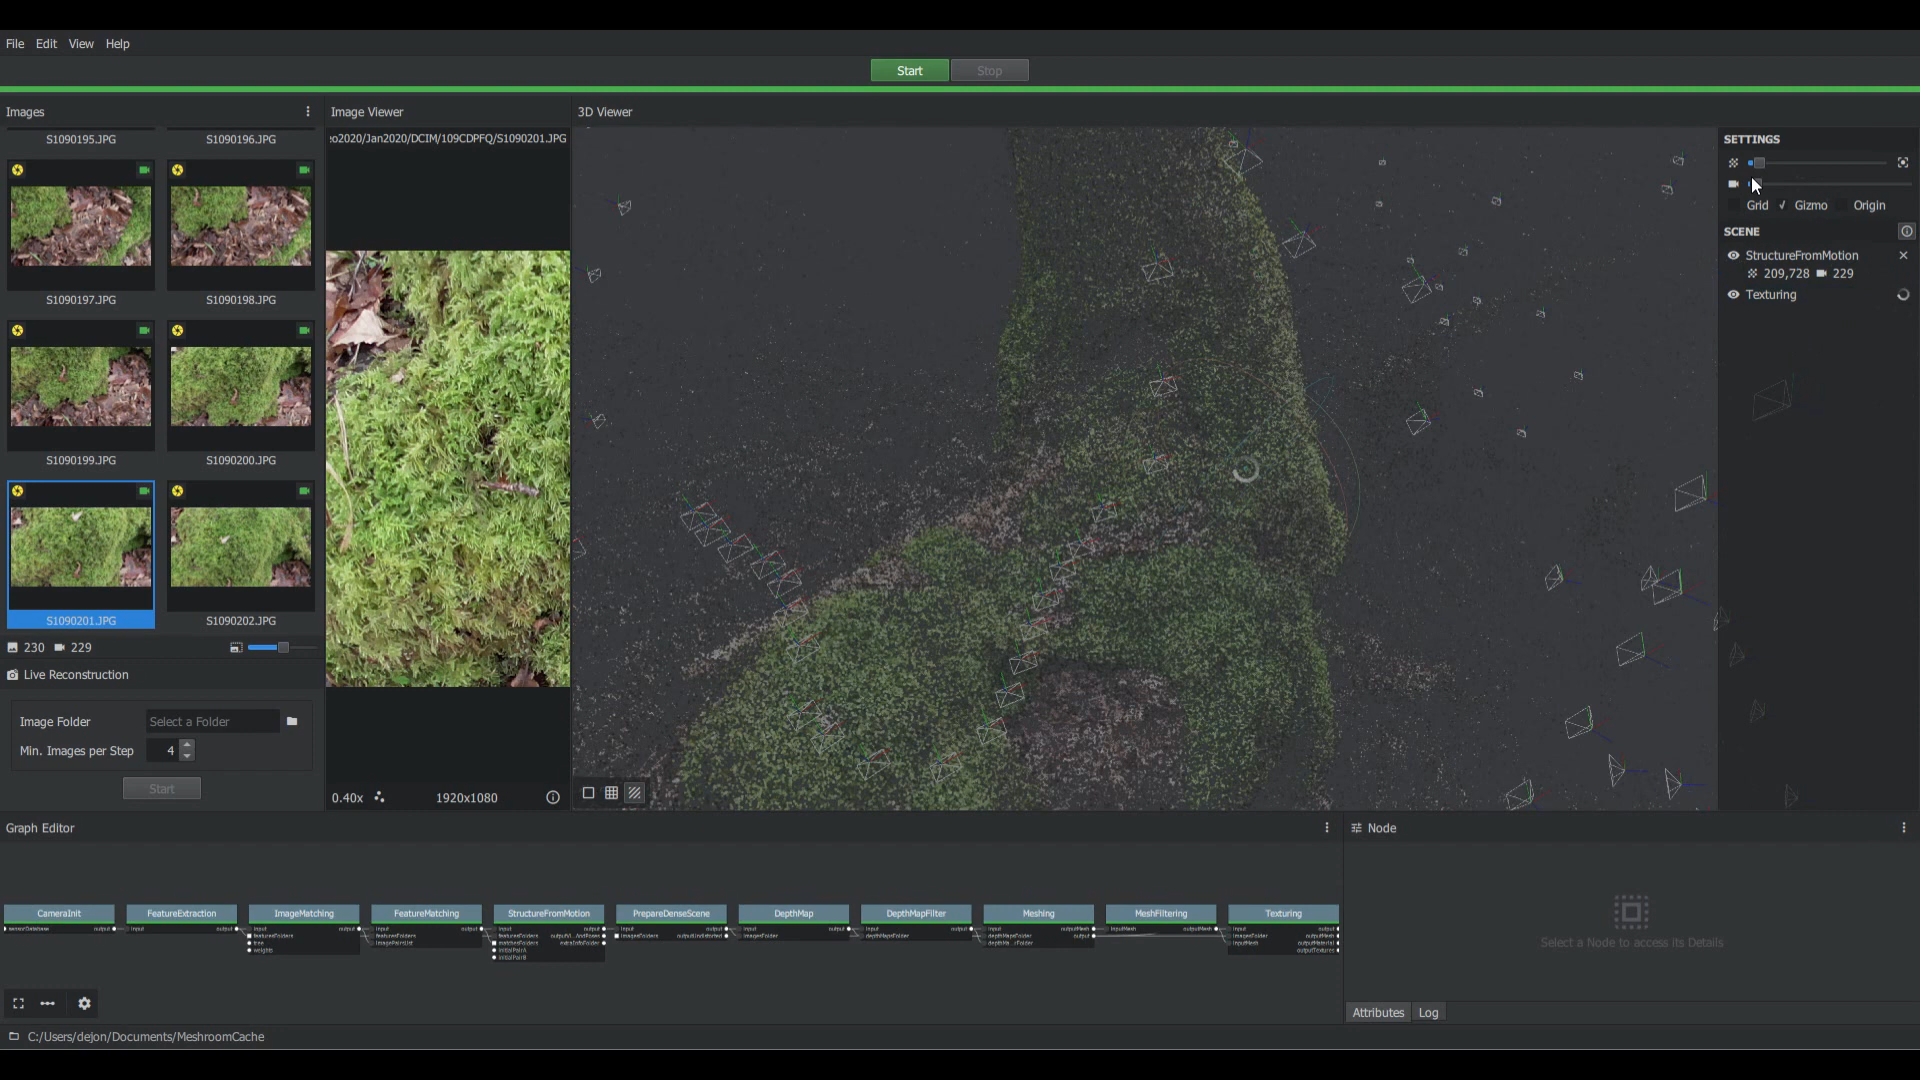 File Edit View Help
Start Stop
Images
Image Viewer
3D Viewer
S1090195.JPG S1090196.JPG
o2020/Jan2020/DCIM/109CDPFQ/S1090201.JPG
S1090197.JPG S1090198.JPG
S1090199.JPG S1090200.JPG
S1090201.JPG S1090202.JPG
230 229
Live Reconstruction
Image Folder Select a Folder
Min. Images per Step 4
Start
0.40x 1920x1080
SETTINGS
Grid Gizmo Origin
SCENE
StructureFromMotion
209,728 229
Texturing
Graph Editor
CameraInit FeatureExtraction ImageMatching FeatureMatching StructureFromMotion PrepareDenseScene DepthMap DepthMapFilter Meshing MeshFiltering Texturing
Node
Select a Node to access its Details
Attributes Log
C:/Users/dejon/Documents/MeshroomCache